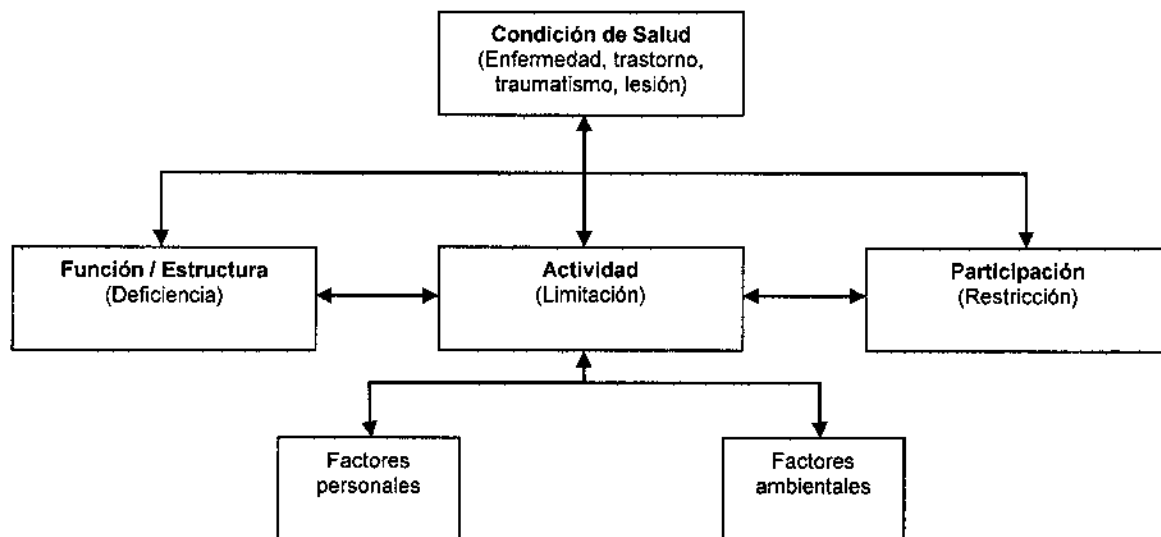 Condición de Salud
(Enfermedad, trastorno,
traumatismo, lesión)
Función / Estructura
(Deficiencia)
Actividad
(Limitación)
Participación
(Restricción)
Factores
personales
Factores
ambientales